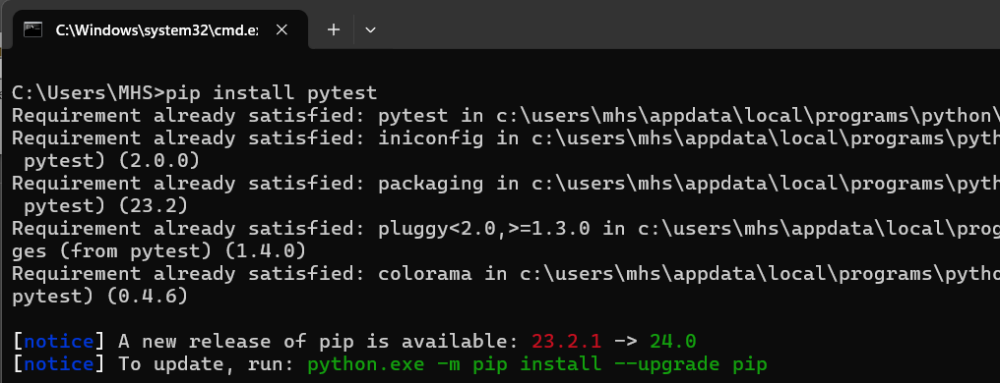 C:\Windows\system32\cmd.e
C:\Users\MHS>pip install pytest
Requirement already satisfied: pytest in c:\users\mhs\appdata\local\programs\python\
Requirement already satisfied: iniconfig in c:\users\mhs\appdata\local\programs\pyth
pytest) (2.0.0)
Requirement already satisfied: packaging in c:\users\mhs\appdata\local\programs\pyth
pytest) (23.2)
Requirement already satisfied: pluggy<2.0,>=1.3.0 in c:\users\mhs\appdata\local\prog
ges (from pytest) (1.4.0)
Requirement already satisfied: colorama in c:\users\mhs\appdata\local\programs\pytho
pytest) (0.4.6)
[notice] A new release of pip is available: 23.2.1 -> 24.0
[notice] To update, run: python.exe -m pip install --upgrade pip